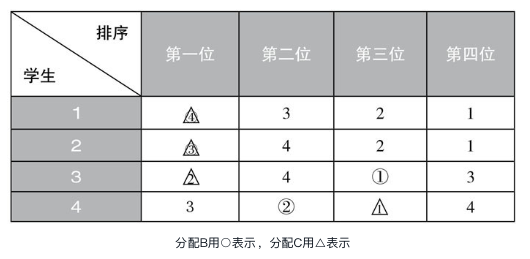 排序
学生
第一位 第二位 第三位 第四位
1 4 3 2 1
2 3 4 2 1
3 2 4 ① 3
4 3 ② 1 4
分配B用○表示，分配C用△表示